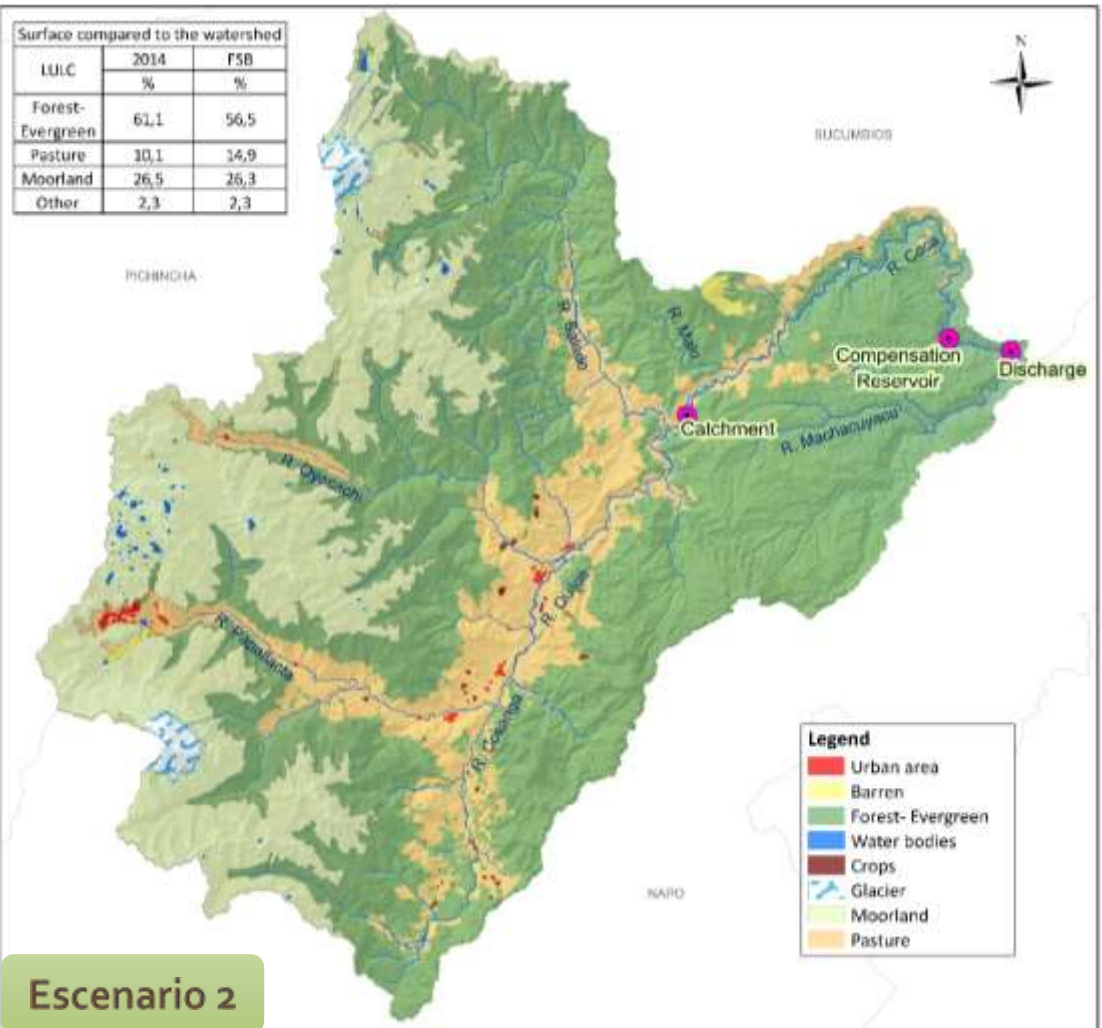 Surface compared to the watershed
LULC 2014 FSB
% %
Forest-
Evergreen 61,1 56,5
Pasture 10,1 14,9
Moorland 26,5 26,3
Other 2,3 2,3
N
SUCUMBIOS
PICHINCHA
R. Coca
R. Salado
R. Malo
Compensation
Reservoir
Discharge
Catchment
R. Machacuyacu
R. Oyacachi
R. Quijos
R. Papallacta
R. Cosanga
NAPO
Legend
Urban area
Barren
Forest- Evergreen
Water bodies
Crops
Glacier
Moorland
Pasture
Escenario 2